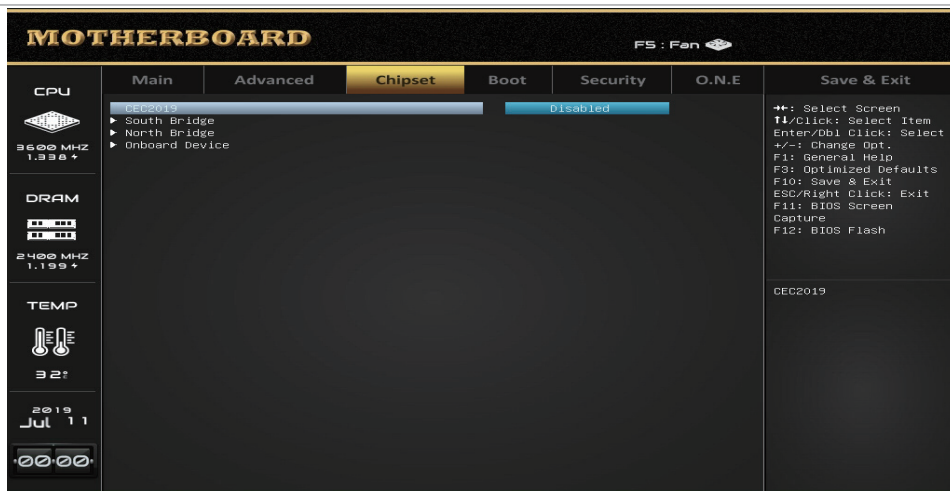 MOTHERBOARD
F5 : Fan
Main Advanced Chipset Boot Security O.N.E Save & Exit
CPU
3600 MHZ
1.338
DRAM
2400 MHZ
1.199
TEMP
32°
2019
Jul 11
00:00
CEC2019 Disabled
▶ South Bridge
▶ North Bridge
▶ Onboard Device
→←: Select Screen
↑↓/Click: Select Item
Enter/Dbl Click: Select
+/-: Change Opt.
F1: General Help
F3: Optimized Defaults
F10: Save & Exit
ESC/Right Click: Exit
F11: BIOS Screen
Capture
F12: BIOS Flash
CEC2019